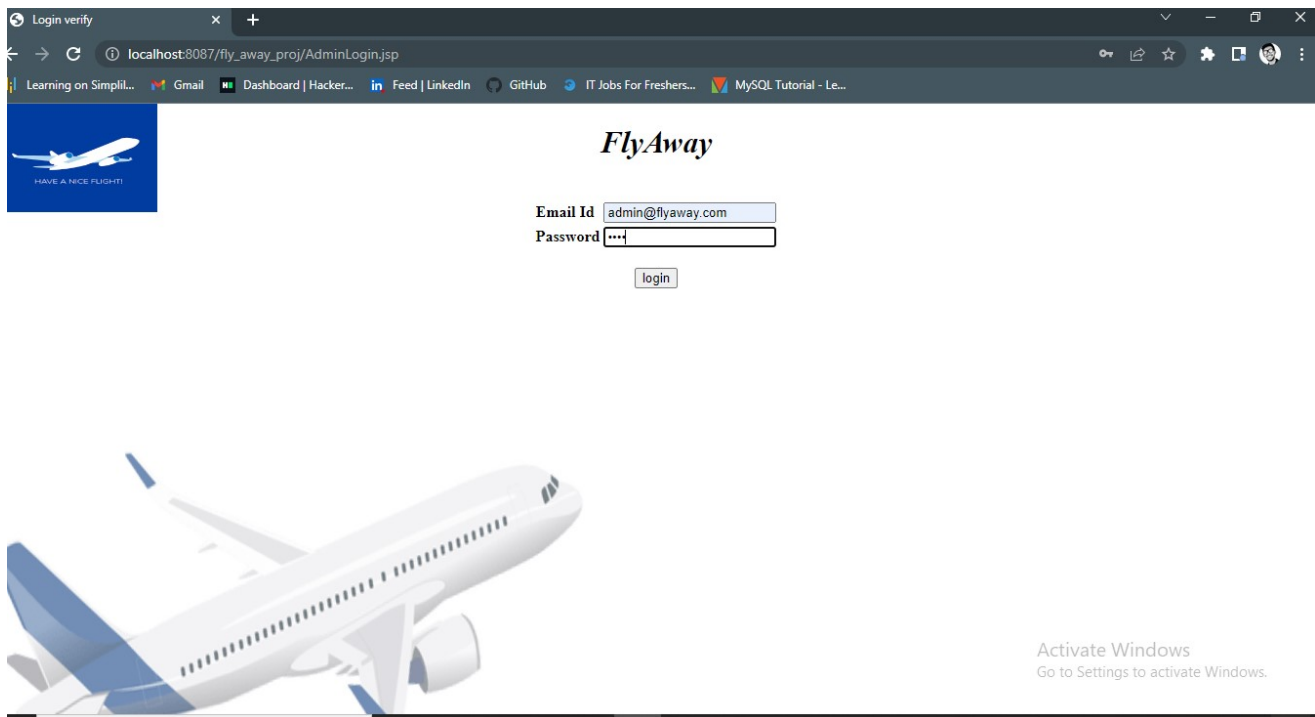 Login verify
localhost:8087/fly_away_proj/AdminLogin.jsp
Learning on Simplil... Gmail Dashboard | Hacker... Feed | LinkedIn GitHub IT Jobs For Freshers... MySQL Tutorial - Le...
HAVE A NICE FLIGHT!
FlyAway
Email Id admin@flyaway.com
Password ••••
login
Activate Windows
Go to Settings to activate Windows.